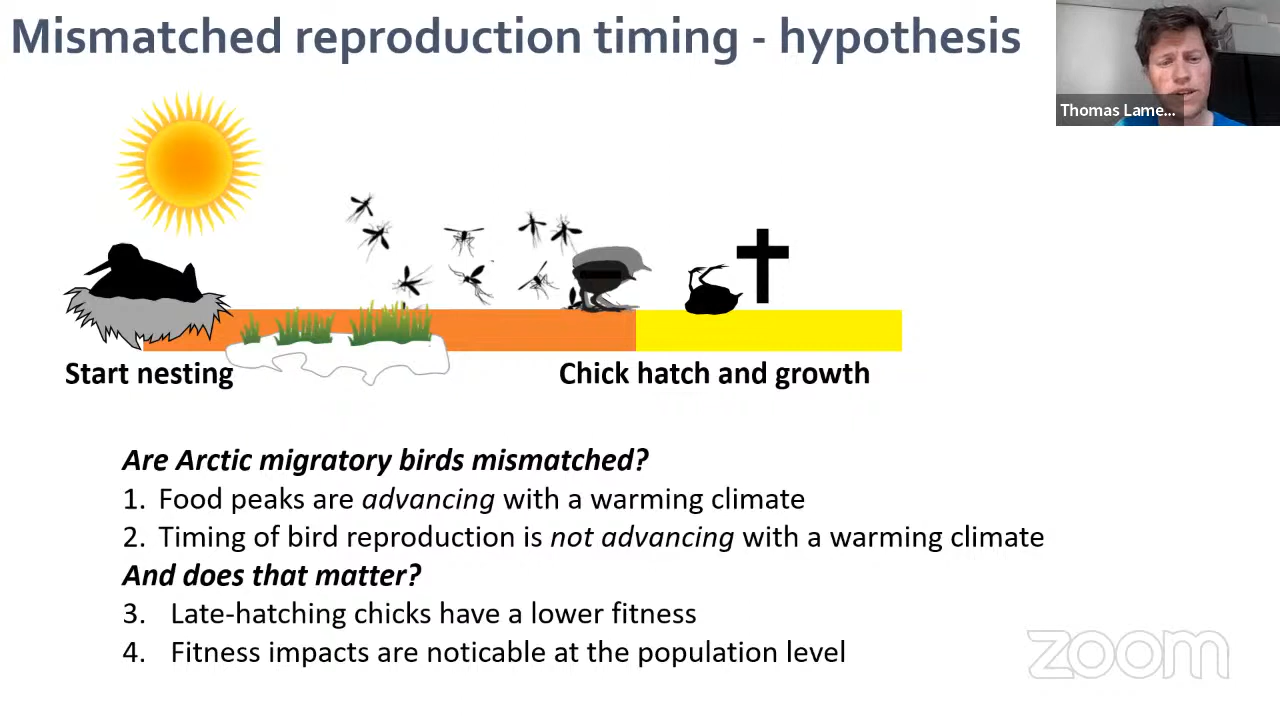 Mismatched reproduction timing - hypothesis
Thomas Lame...
Start nesting
Chick hatch and growth
Are Arctic migratory birds mismatched?
1. Food peaks are advancing with a warming climate
2. Timing of bird reproduction is not advancing with a warming climate
And does that matter?
3. Late-hatching chicks have a lower fitness
4. Fitness impacts are noticable at the population level
zoom